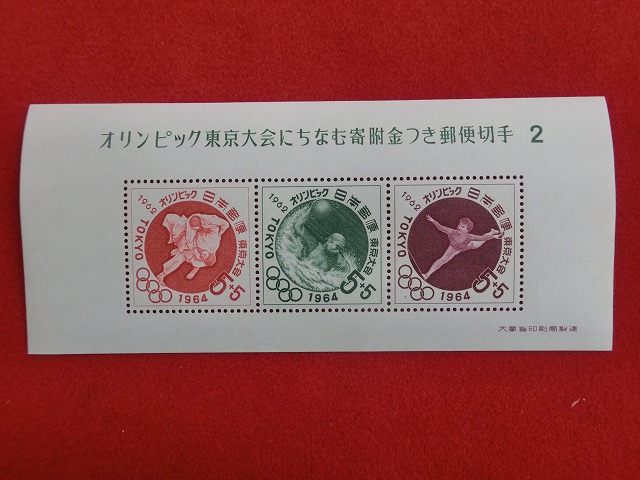 オリンピック東京大会にちなむ寄附金つき郵便切手 2
1962 オリンピック 日本郵便
東京大会
TOKYO
1964
5+5
1962 オリンピック 日本郵便
東京大会
TOKYO
1964
5+5
1962 オリンピック 日本郵便
東京大会
TOKYO
1964
5+5
大蔵省印刷局製造